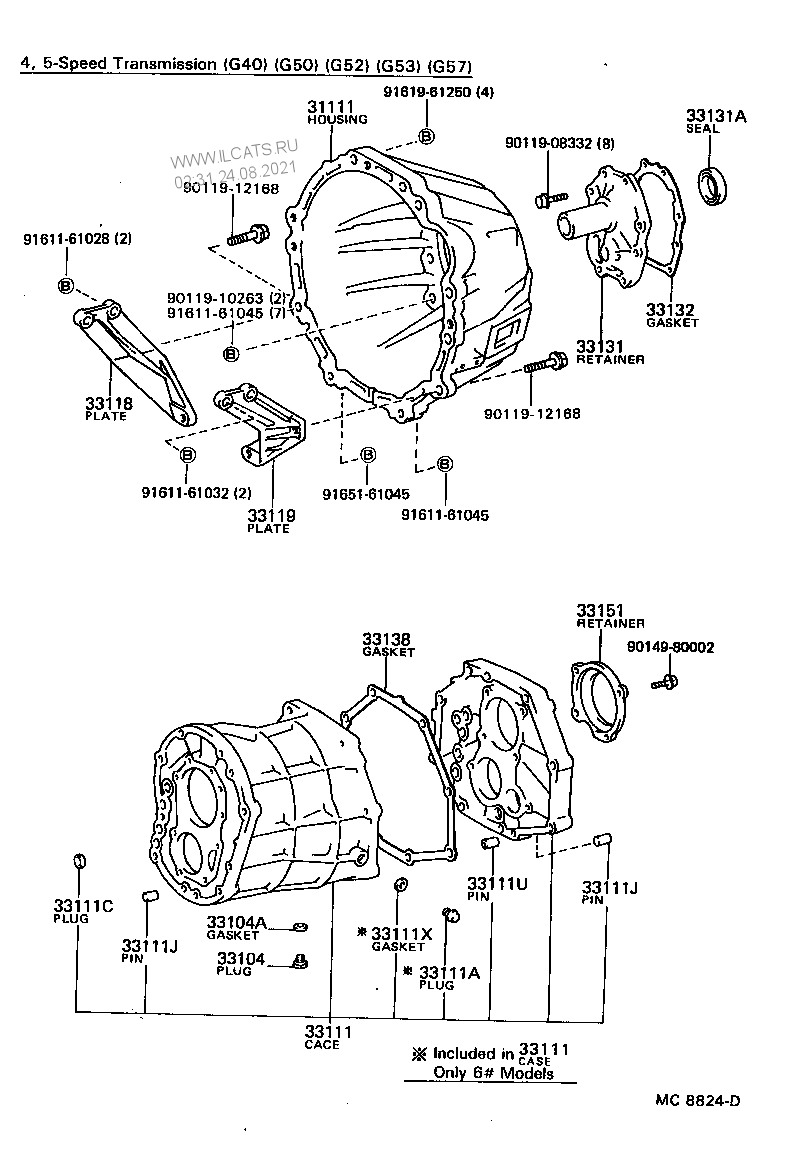 4, 5-Speed Transmission (G40) (G50) (G52) (G53) (G57)
91619-61250 (4)
31111
HOUSING
B
33131A
SEAL
90119-08332 (8)
WWW.ILCATS.RU
02:31 24.08.2021
90119-12168
91611-61028 (2)
B
90119-10263 (2)
91611-61045 (7)
B
33132
GASKET
33131
RETAINER
33118
PLATE
90119-12168
B
B
B
91611-61032 (2)
91651-61045
91611-61045
33119
PLATE
33151
RETAINER
33138
GASKET
90149-80002
33111C
PLUG
33111J
PIN
33104A
GASKET
33104
PLUG
※ 33111X
GASKET
※ 33111A
PLUG
33111U
PIN
33111J
PIN
33111
CACE
※ Included in 33111
CASE
Only 6# Models
MC 8824-D